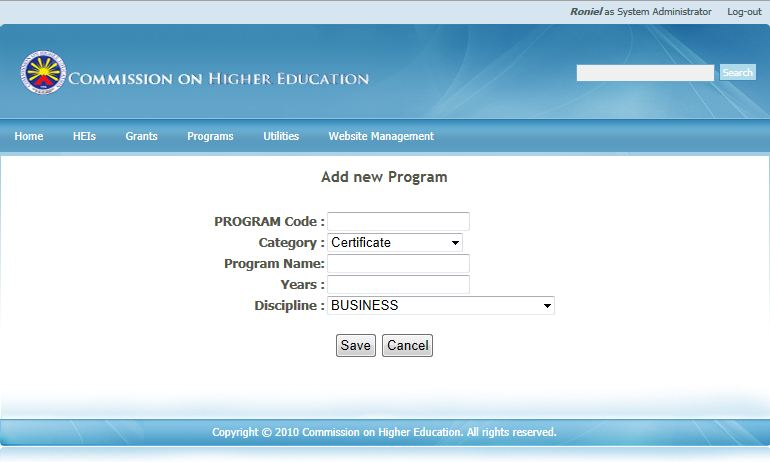 Roniel as System Administrator Log-out
COMMISSION ON HIGHER EDUCATION
Search
Home HEIs Grants Programs Utilities Website Management
Add new Program
PROGRAM Code :
Category : Certificate
Program Name:
Years :
Discipline : BUSINESS
Save Cancel
Copyright © 2010 Commission on Higher Education. All rights reserved.